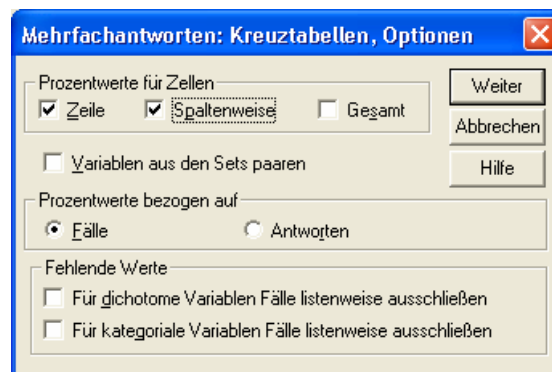 Mehrfachantworten: Kreuztabellen, Optionen
Prozentwerte für Zellen
Zeile Spaltenweise Gesamt
Weiter
Abbrechen
Hilfe
Variablen aus den Sets paaren
Prozentwerte bezogen auf
Fälle Antworten
Fehlende Werte
Für dichotome Variablen Fälle listenweise ausschließen
Für kategoriale Variablen Fälle listenweise ausschließen